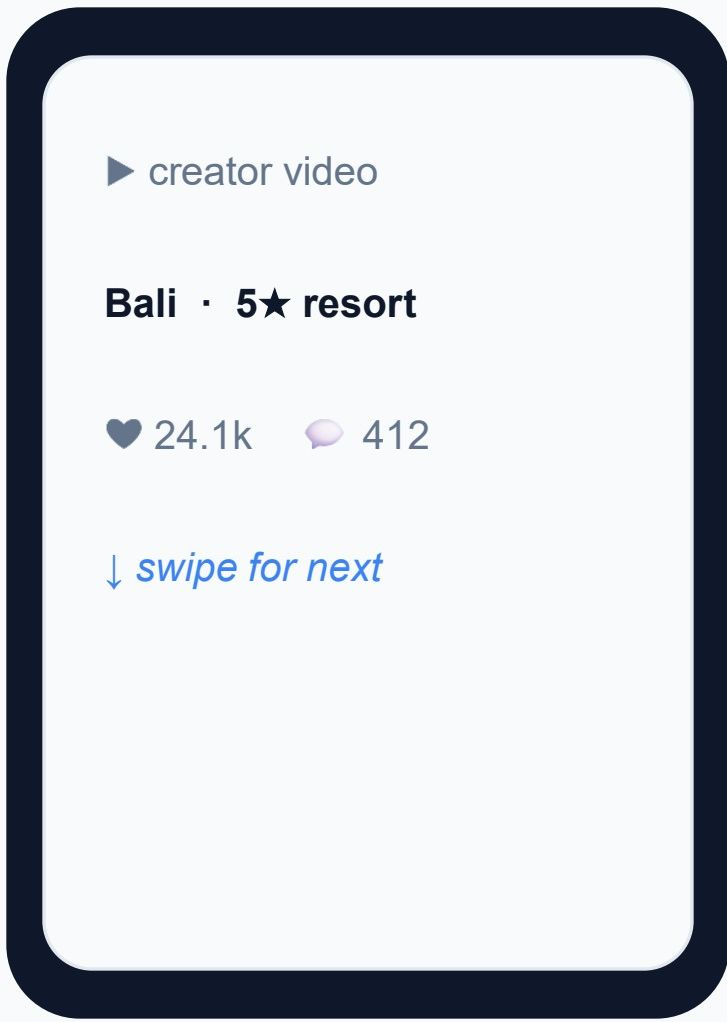 ▶ creator video
Bali · 5★ resort
♥ 24.1k 💬 412
↓ swipe for next